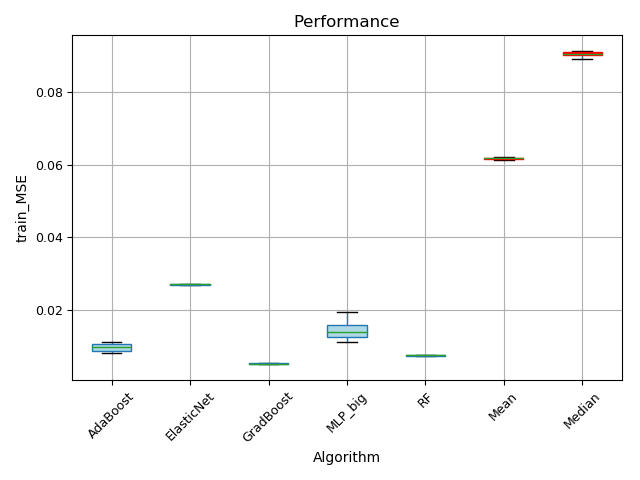 Performance
train_MSE
0.08
0.06
0.04
0.02
AdaBoost
ElasticNet
GradBoost
MLP_big
RF
Mean
Median
Algorithm